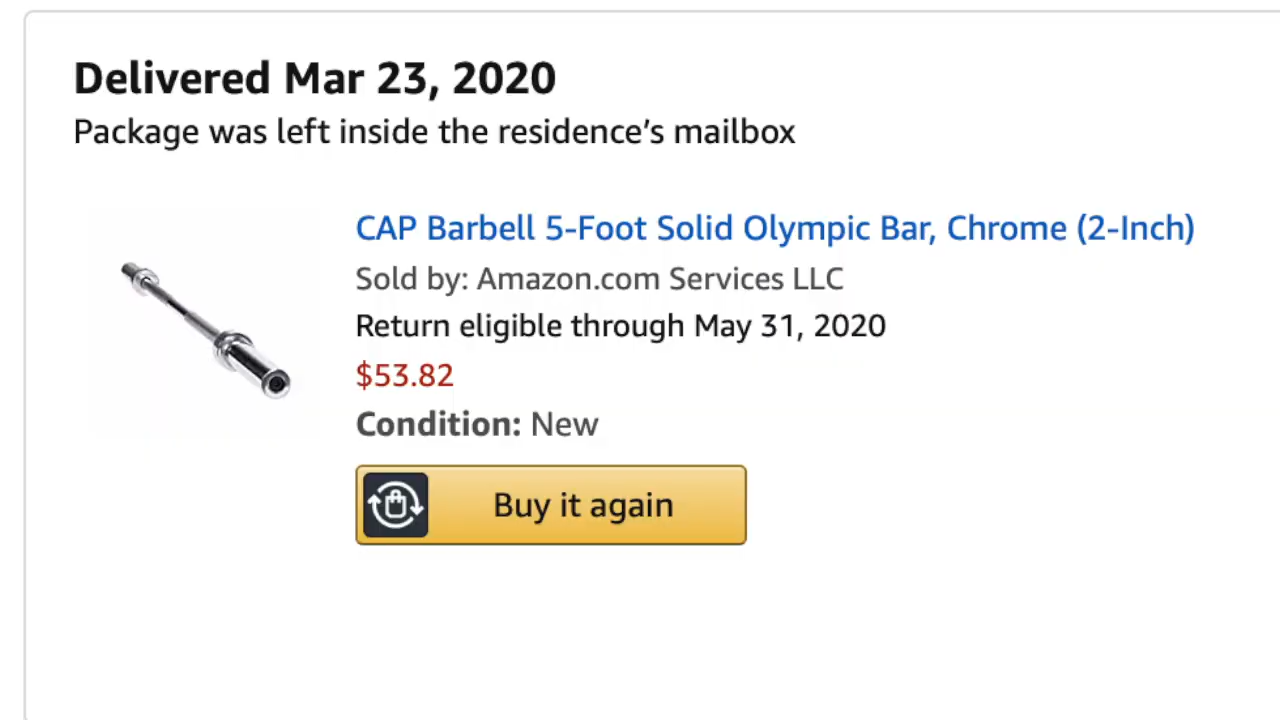 Delivered Mar 23, 2020
Package was left inside the residence’s mailbox
CAP Barbell 5-Foot Solid Olympic Bar, Chrome (2-Inch)
Sold by: Amazon.com Services LLC
Return eligible through May 31, 2020
$53.82
Condition: New
Buy it again